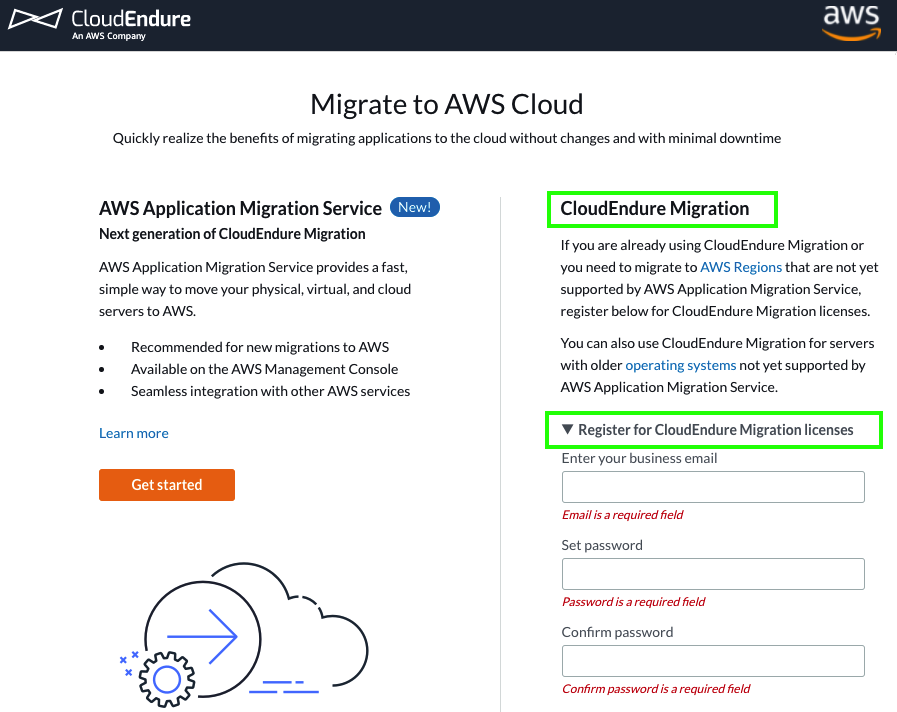 CloudEndure
An AWS Company
aws
Migrate to AWS Cloud
Quickly realize the benefits of migrating applications to the cloud without changes and with minimal downtime
AWS Application Migration Service New!
Next generation of CloudEndure Migration
AWS Application Migration Service provides a fast,
simple way to move your physical, virtual, and cloud
servers to AWS.
• Recommended for new migrations to AWS
• Available on the AWS Management Console
• Seamless integration with other AWS services
Learn more
Get started
CloudEndure Migration
If you are already using CloudEndure Migration or
you need to migrate to AWS Regions that are not yet
supported by AWS Application Migration Service,
register below for CloudEndure Migration licenses.
You can also use CloudEndure Migration for servers
with older operating systems not yet supported by
AWS Application Migration Service.
▼ Register for CloudEndure Migration licenses
Enter your business email
Email is a required field
Set password
Password is a required field
Confirm password
Confirm password is a required field